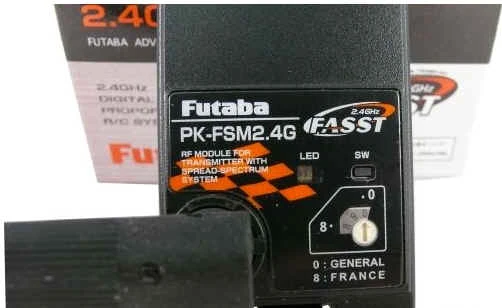 2.4G
FUTABA ADV
2.4GHz
DIGITAL
R/C SYS
Fu
Futaba
PK-FSM2.4G
2.4GHz
FASST
RF MODULE FOR
TRANSMITTER WITH
SPREAD-SPECTRUM
SYSTEM
LED
SW
.0
8.
0 : GENERAL
8 : FRANCE